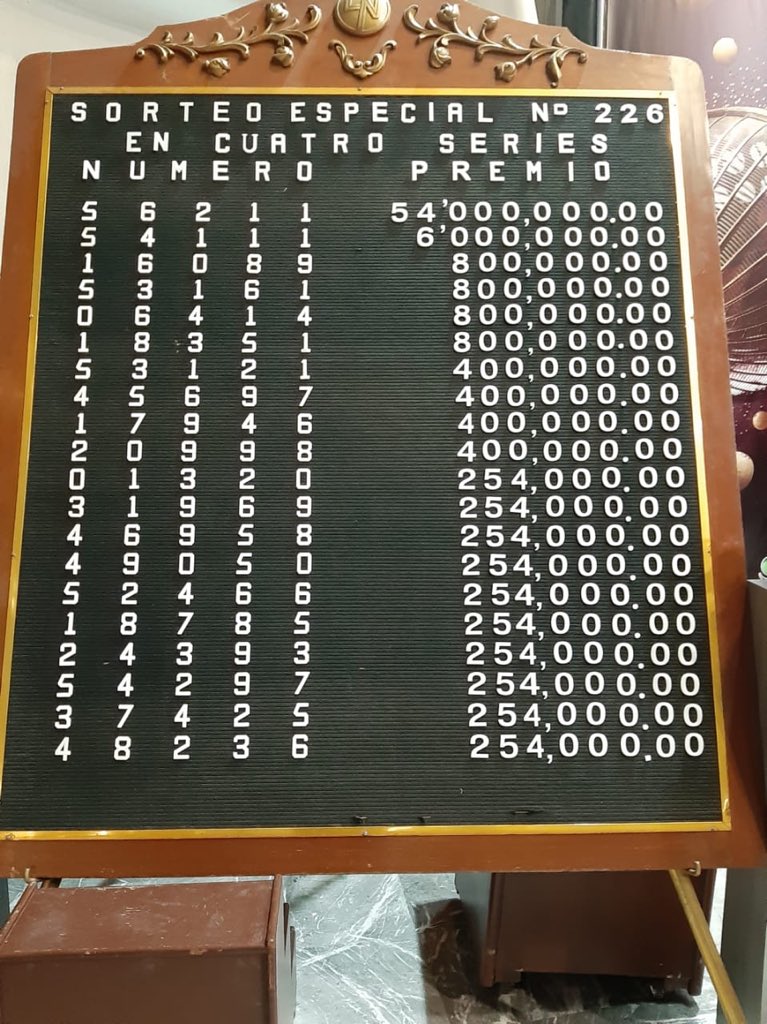 LN
SORTEO ESPECIAL Nº 226
EN CUATRO SERIES
NUMERO PREMIO
5 6 2 1 1 54'000,000.00
5 4 1 1 1 6'000,000.00
1 6 0 8 9 800,000.00
5 3 1 6 1 800,000.00
0 6 4 1 4 800,000.00
1 8 3 5 1 800,000.00
5 3 1 2 1 400,000.00
4 5 6 9 7 400,000.00
1 7 9 4 6 400,000.00
2 0 9 9 8 400,000.00
0 1 3 2 0 254,000.00
3 1 9 6 9 254,000.00
4 6 9 5 8 254,000.00
4 9 0 5 0 254,000.00
5 2 4 6 6 254,000.00
1 8 7 8 5 254,000.00
2 4 3 9 3 254,000.00
5 4 2 9 7 254,000.00
3 7 4 2 5 254,000.00
4 8 2 3 6 254,000.00